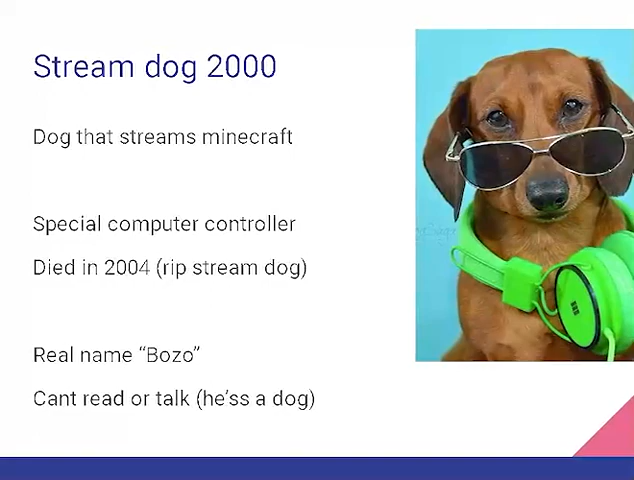 Stream dog 2000
Dog that streams minecraft
Special computer controller
Died in 2004 (rip stream dog)
Real name “Bozo”
Cant read or talk (he’ss a dog)